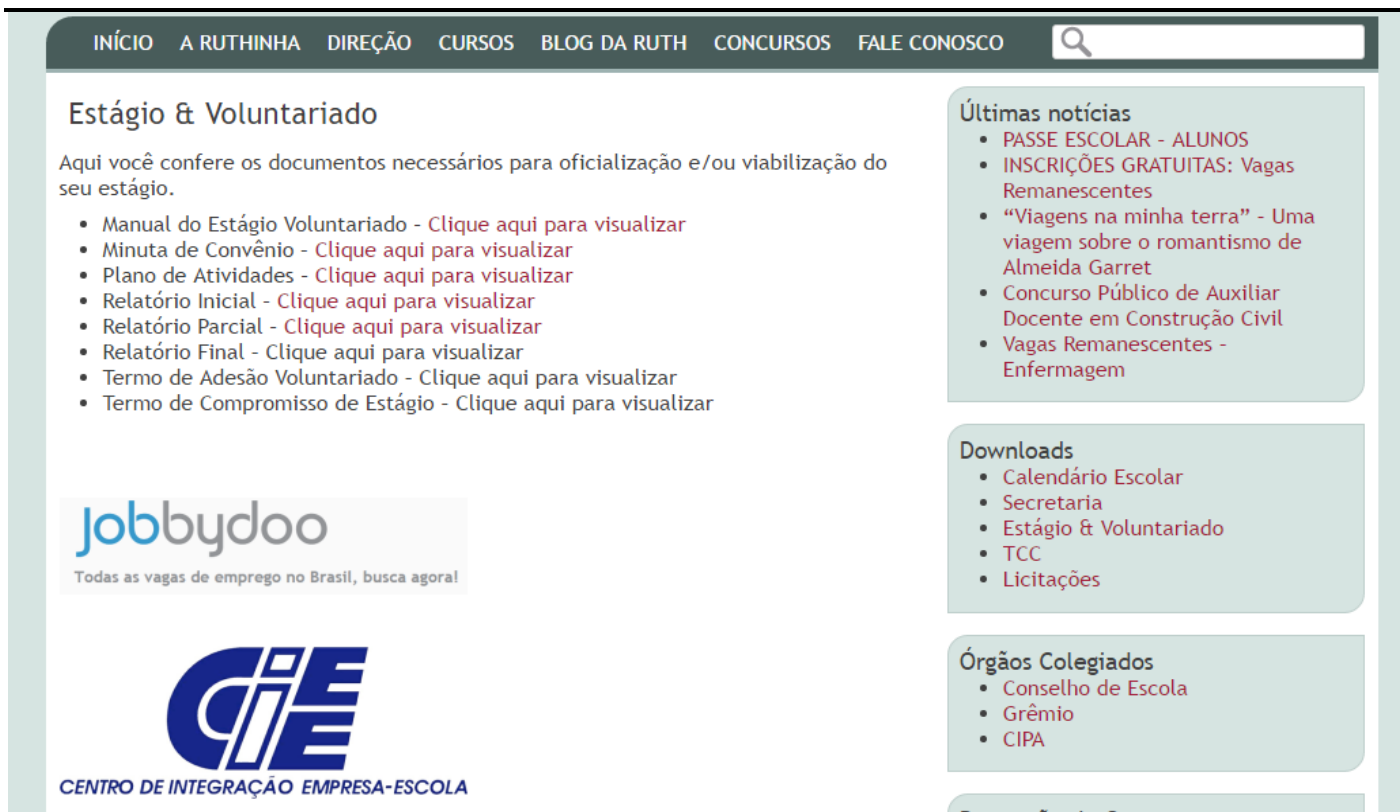 INÍCIO A RUTHINHA DIREÇÃO CURSOS BLOG DA RUTH CONCURSOS FALE CONOSCO
Estágio & Voluntariado
Aqui você confere os documentos necessários para oficialização e/ou viabilização do
seu estágio.
• Manual do Estágio Voluntariado - Clique aqui para visualizar
• Minuta de Convênio - Clique aqui para visualizar
• Plano de Atividades - Clique aqui para visualizar
• Relatório Inicial - Clique aqui para visualizar
• Relatório Parcial - Clique aqui para visualizar
• Relatório Final - Clique aqui para visualizar
• Termo de Adesão Voluntariado - Clique aqui para visualizar
• Termo de Compromisso de Estágio - Clique aqui para visualizar
Jobbydoo
Todas as vagas de emprego no Brasil, busca agora!
CIEE
CENTRO DE INTEGRAÇÃO EMPRESA-ESCOLA
Últimas notícias
• PASSE ESCOLAR - ALUNOS
• INSCRIÇÕES GRATUITAS: Vagas
Remanescentes
• “Viagens na minha terra” - Uma
viagem sobre o romantismo de
Almeida Garret
• Concurso Público de Auxiliar
Docente em Construção Civil
• Vagas Remanescentes -
Enfermagem
Downloads
• Calendário Escolar
• Secretaria
• Estágio & Voluntariado
• TCC
• Licitações
Órgãos Colegiados
• Conselho de Escola
• Grêmio
• CIPA